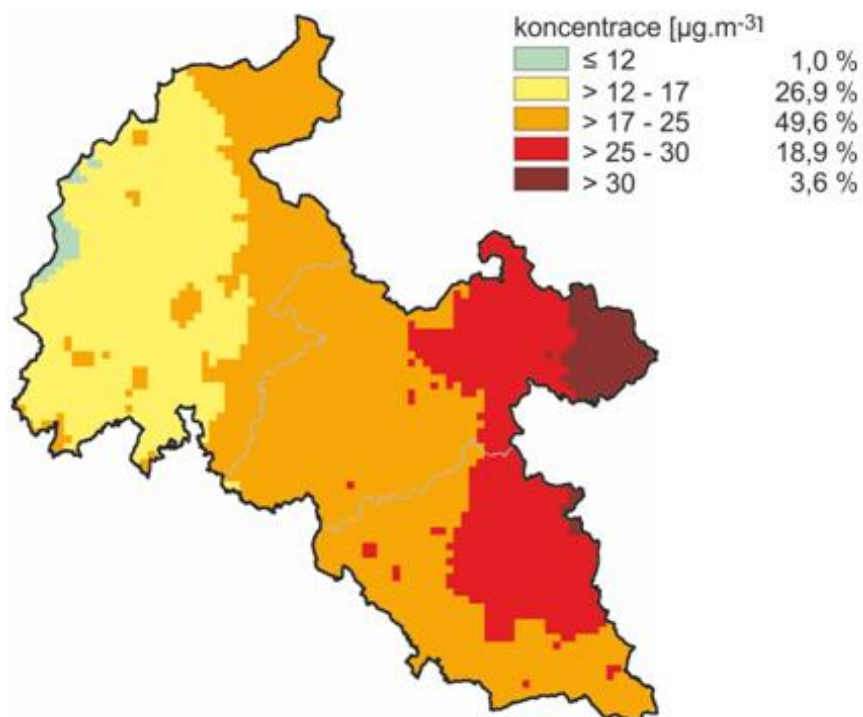 koncentrace [µg.m-3]
≤ 12 1,0 %
> 12 - 17 26,9 %
> 17 - 25 49,6 %
> 25 - 30 18,9 %
> 30 3,6 %